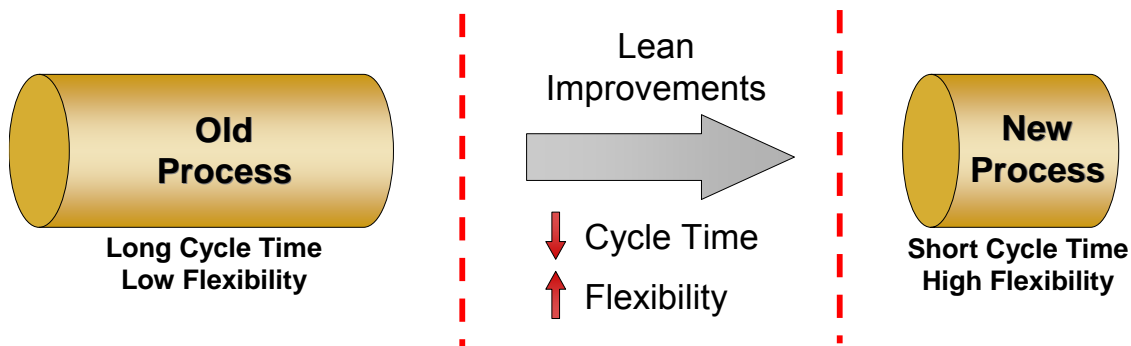 Old
Process
Long Cycle Time
Low Flexibility
Lean
Improvements
Cycle Time
Flexibility
New
Process
Short Cycle Time
High Flexibility